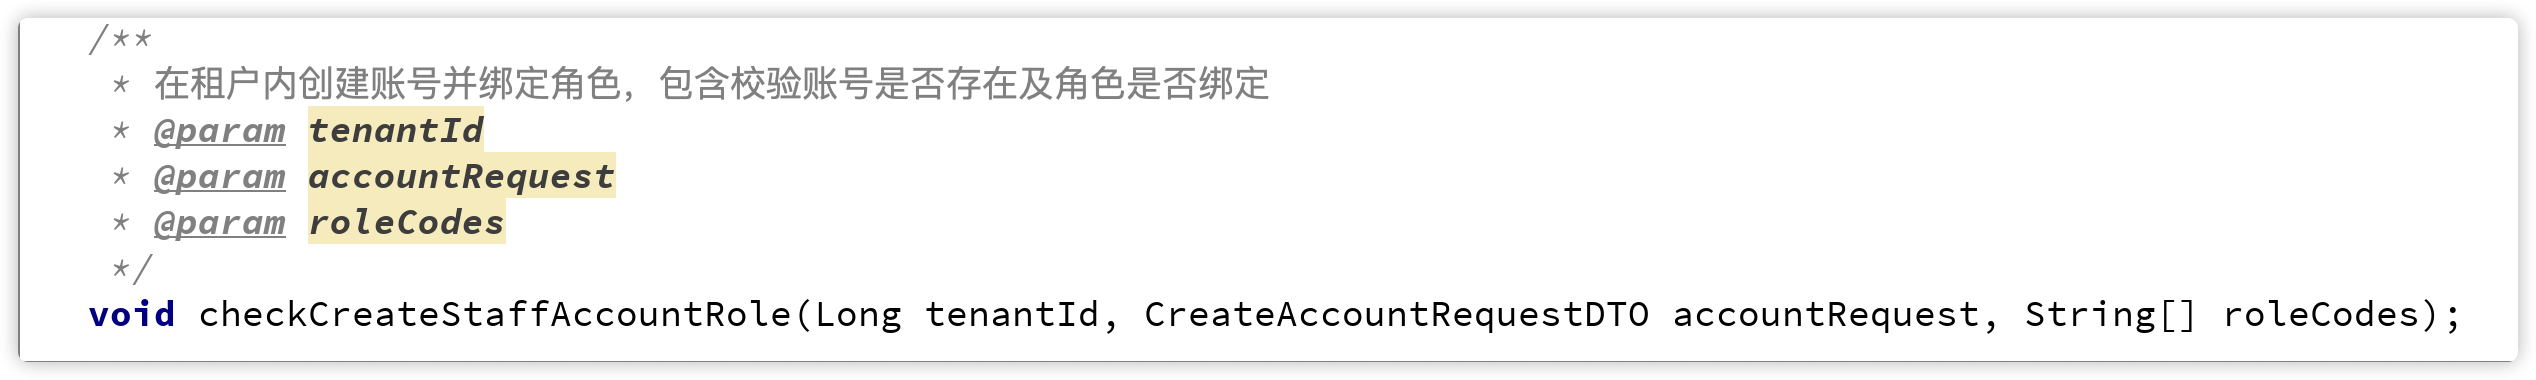 /**
* 在租户内创建账号并绑定角色，包含校验账号是否存在及角色是否绑定
* @param tenantId
* @param accountRequest
* @param roleCodes
*/
void checkCreateStaffAccountRole(Long tenantId, CreateAccountRequestDTO accountRequest, String[] roleCodes);